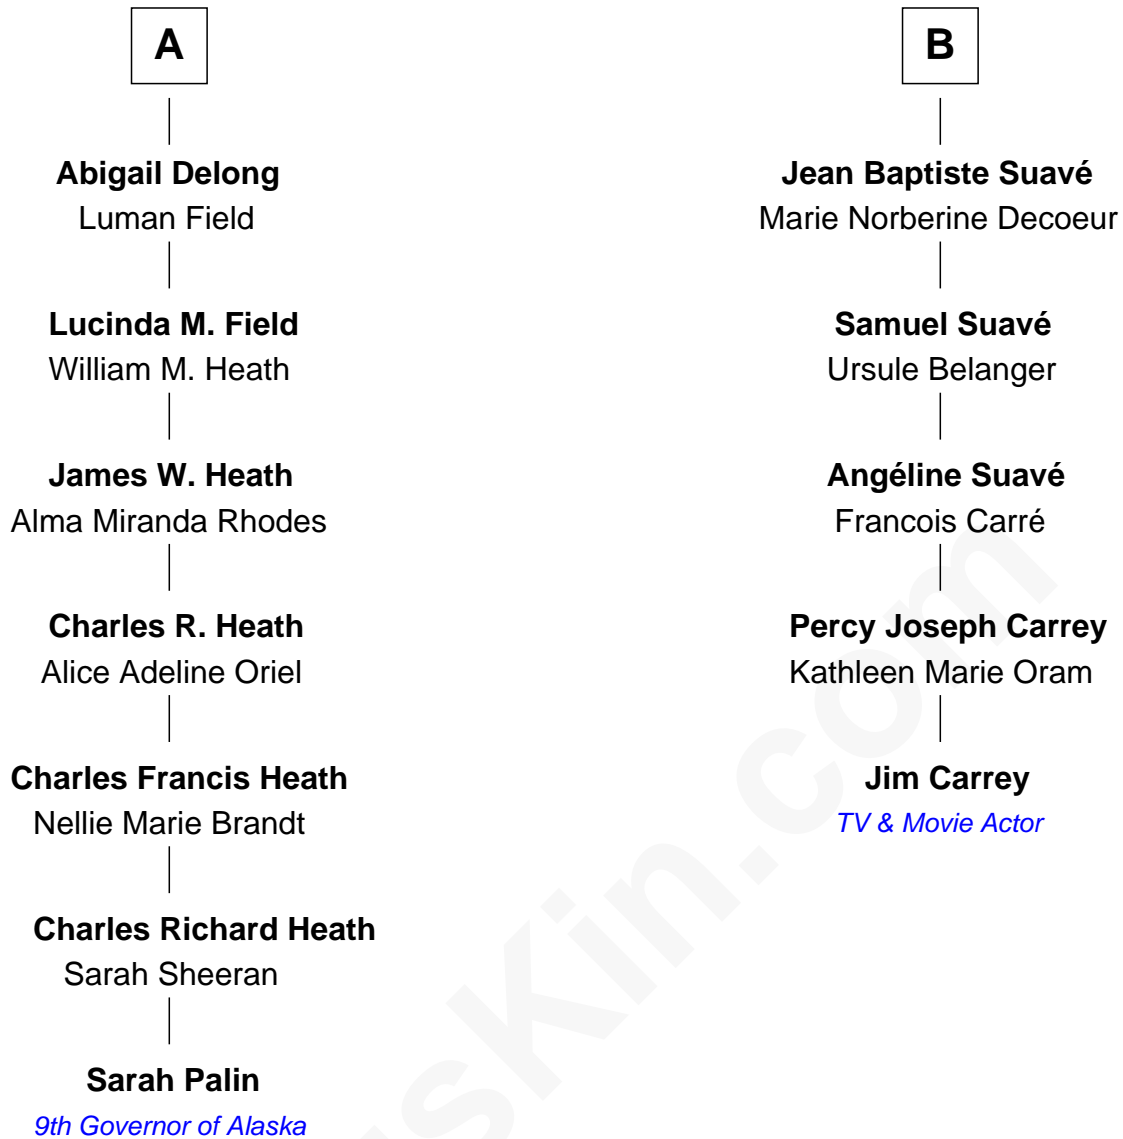 A
Abigail Delong
Luman Field
Lucinda M. Field
William M. Heath
James W. Heath
Alma Miranda Rhodes
Charles R. Heath
Alice Adeline Oriel
Charles Francis Heath
Nellie Marie Brandt
Charles Richard Heath
Sarah Sheeran
Sarah Palin
9th Governor of Alaska
B
Jean Baptiste Suavé
Marie Norberine Decoeur
Samuel Suavé
Ursule Belanger
Angéline Suavé
Francois Carré
Percy Joseph Carrey
Kathleen Marie Oram
Jim Carrey
TV & Movie Actor